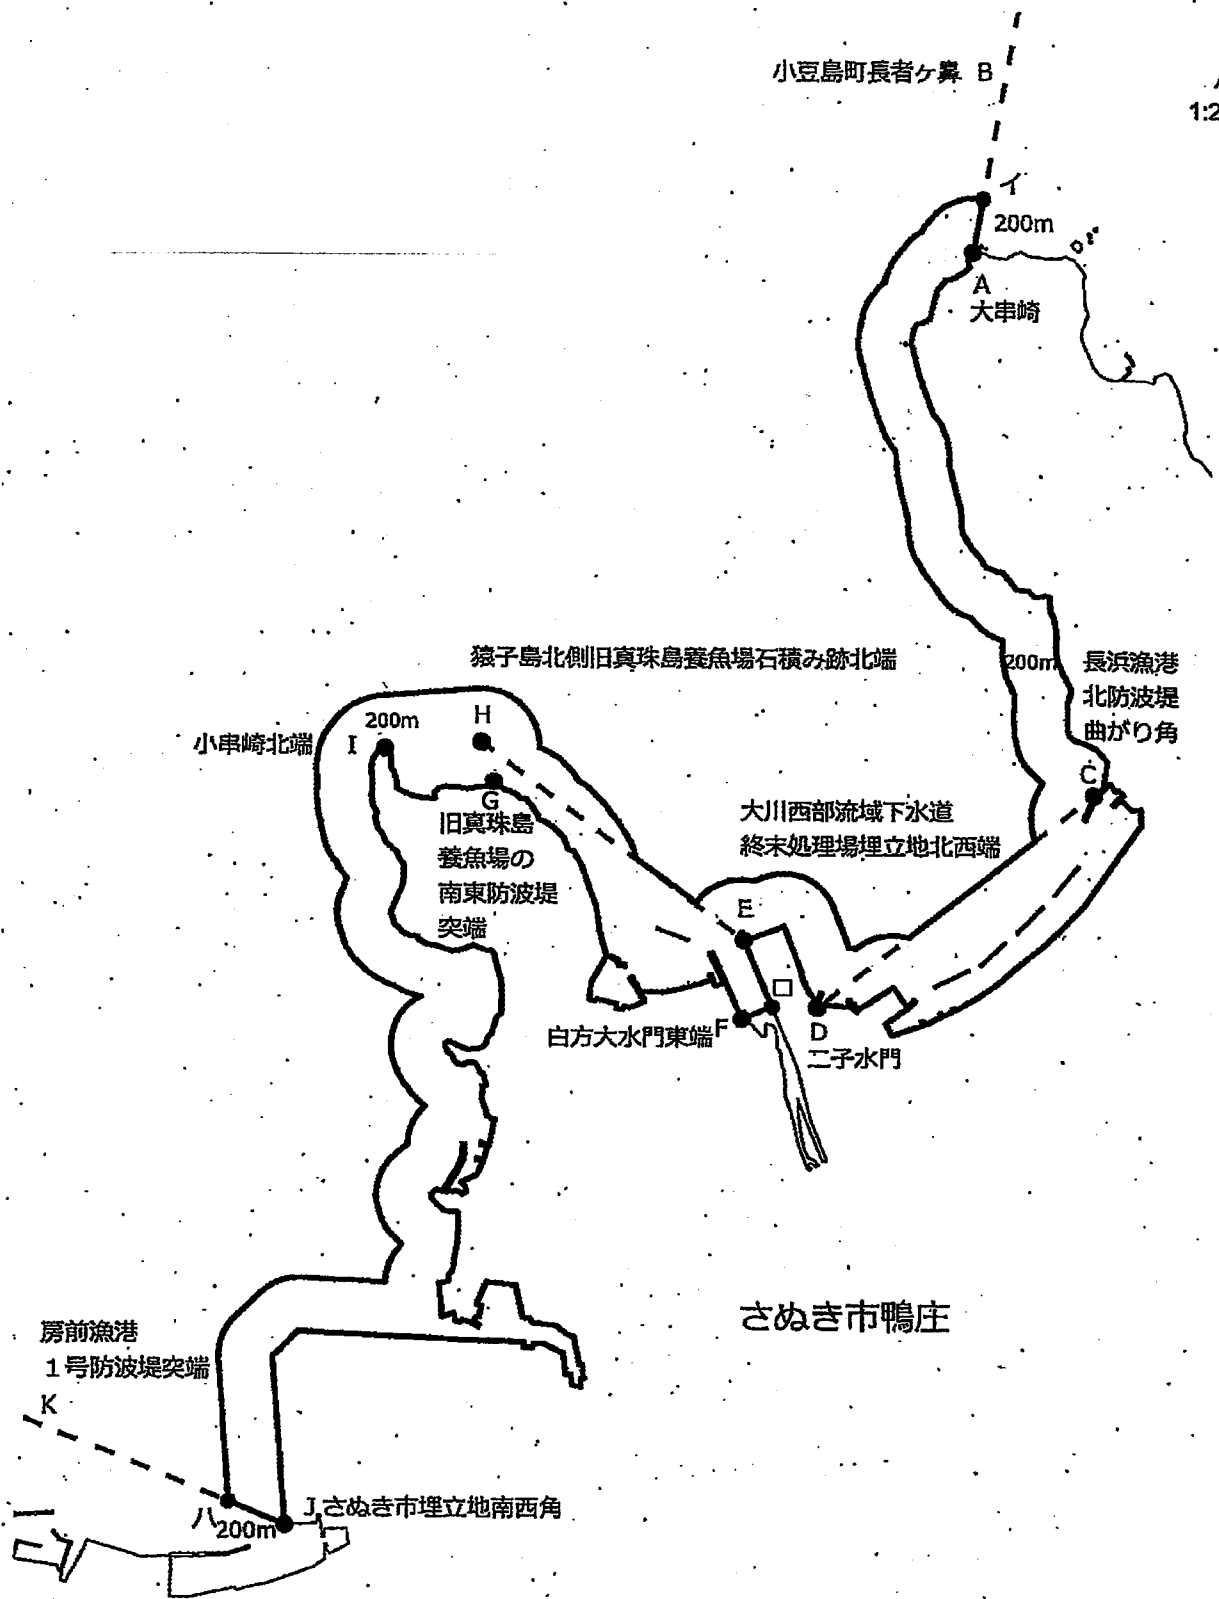 小豆島町長者ケ鼻 B
1:2
イ
200m
A
大串崎
猿子島北側旧真珠島養魚場石積み跡北端
200m
長浜漁港
北防波堤
曲がり角
C
200m
H
小串崎北端
I
G
旧真珠島
養魚場の
南東防波堤
突端
大川西部流域下水道
終末処理場埋立地北西端
E
ロ
白方大水門東端
F
D
二子水門
さぬき市鴨庄
房前漁港
1号防波堤突端
K
ハ
200m
J
さぬき市埋立地南西角